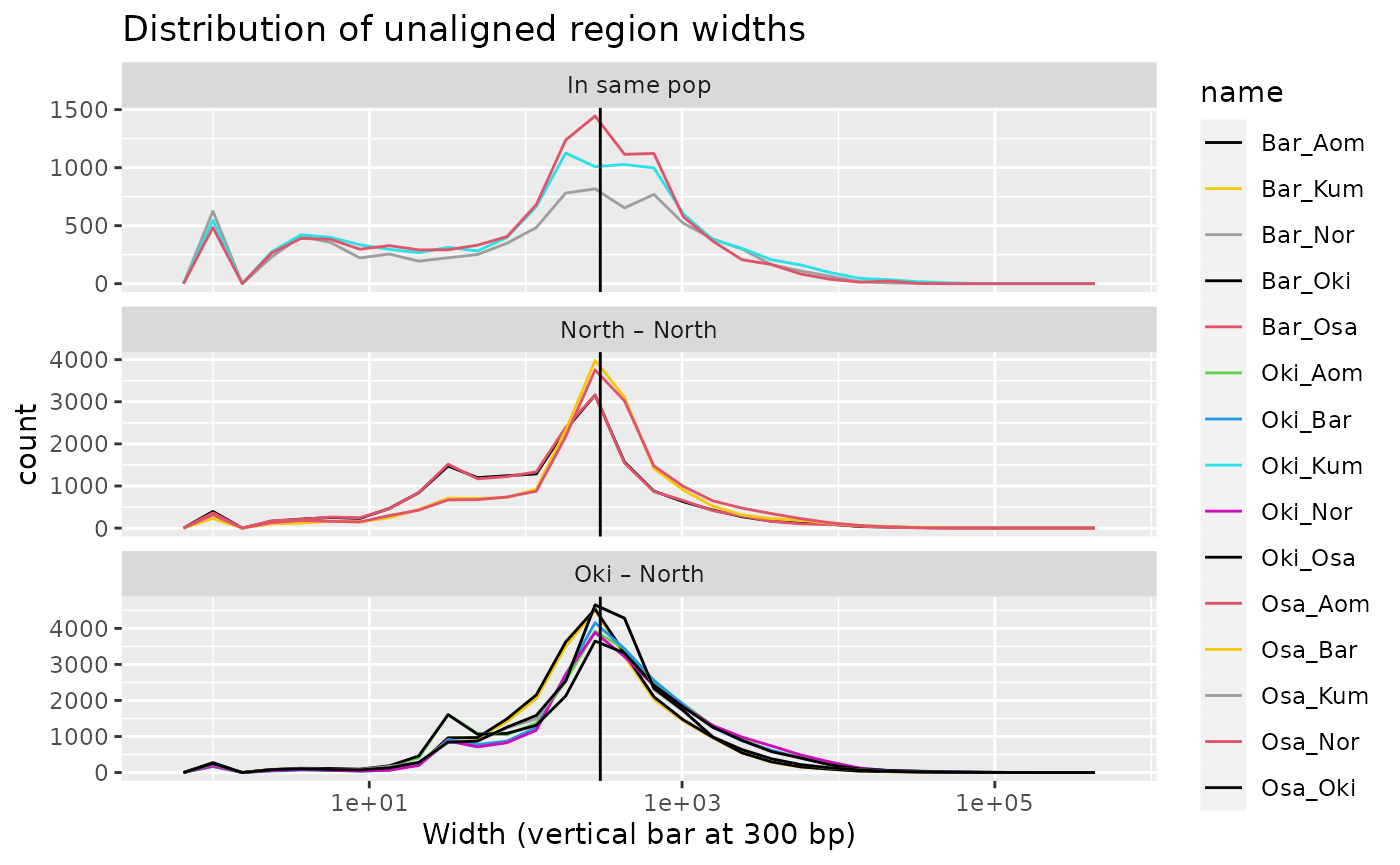 Distribution of unaligned region widths
In same pop
1500
1000
500
0
North – North
4000
3000
2000
1000
0
Oki – North
4000
3000
2000
1000
0
count
1e+01
1e+03
1e+05
Width (vertical bar at 300 bp)
name
Bar_Aom
Bar_Kum
Bar_Nor
Bar_Oki
Bar_Osa
Oki_Aom
Oki_Bar
Oki_Kum
Oki_Nor
Oki_Osa
Osa_Aom
Osa_Bar
Osa_Kum
Osa_Nor
Osa_Oki